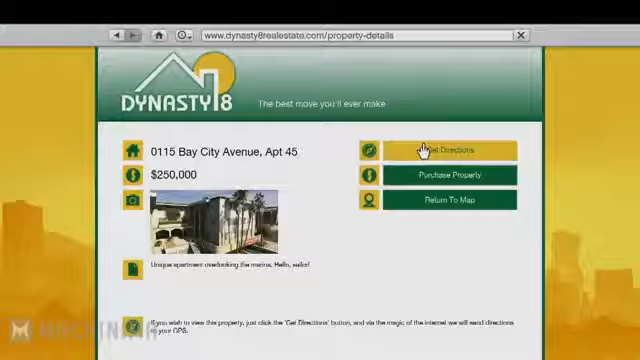 www.dynasty8realestate.com/property-details
DYNASTY8
The best move you'll ever make
0115 Bay City Avenue, Apt 45
Get Directions
$250,000
Purchase Property
Return To Map
Unique apartment overlooking the marina. Hello, sailor!
If you wish to view this property, just click the 'Get Directions' button, and via the magic of the internet we will send directions
to your GPS.
MACHINIMA